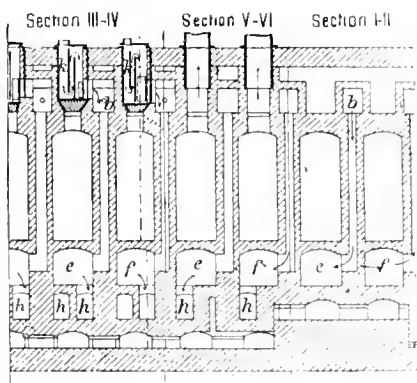 Section III-IV Section V-VI Section I-II
b b
e f e f e f
h h h h h